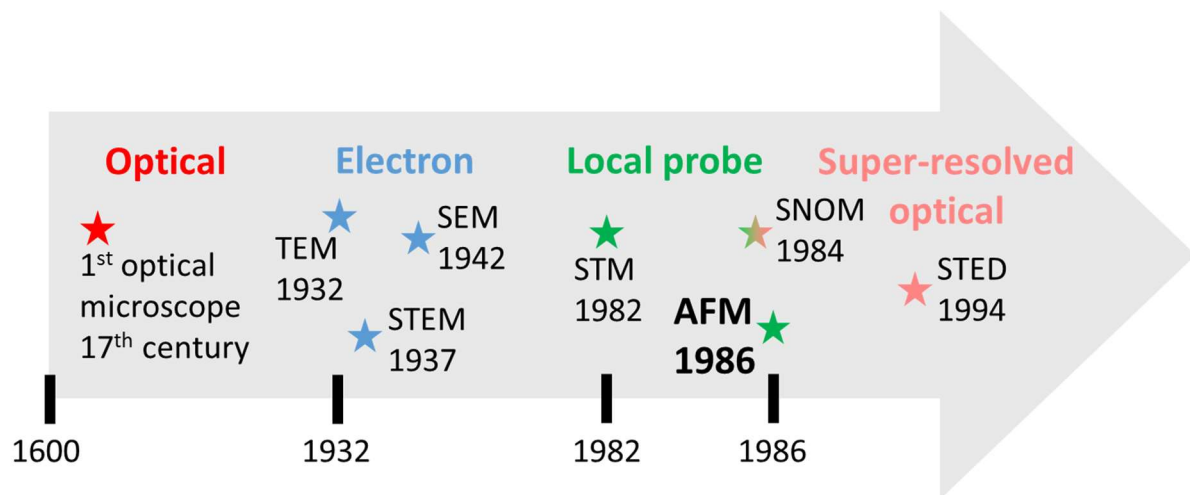 Optical
1st optical
microscope
17th century
Electron
TEM
1932
SEM
1942
STEM
1937
Local probe
STM
1982
SNOM
1984
AFM
1986
Super-resolved
optical
STED
1994
1600
1932
1982
1986